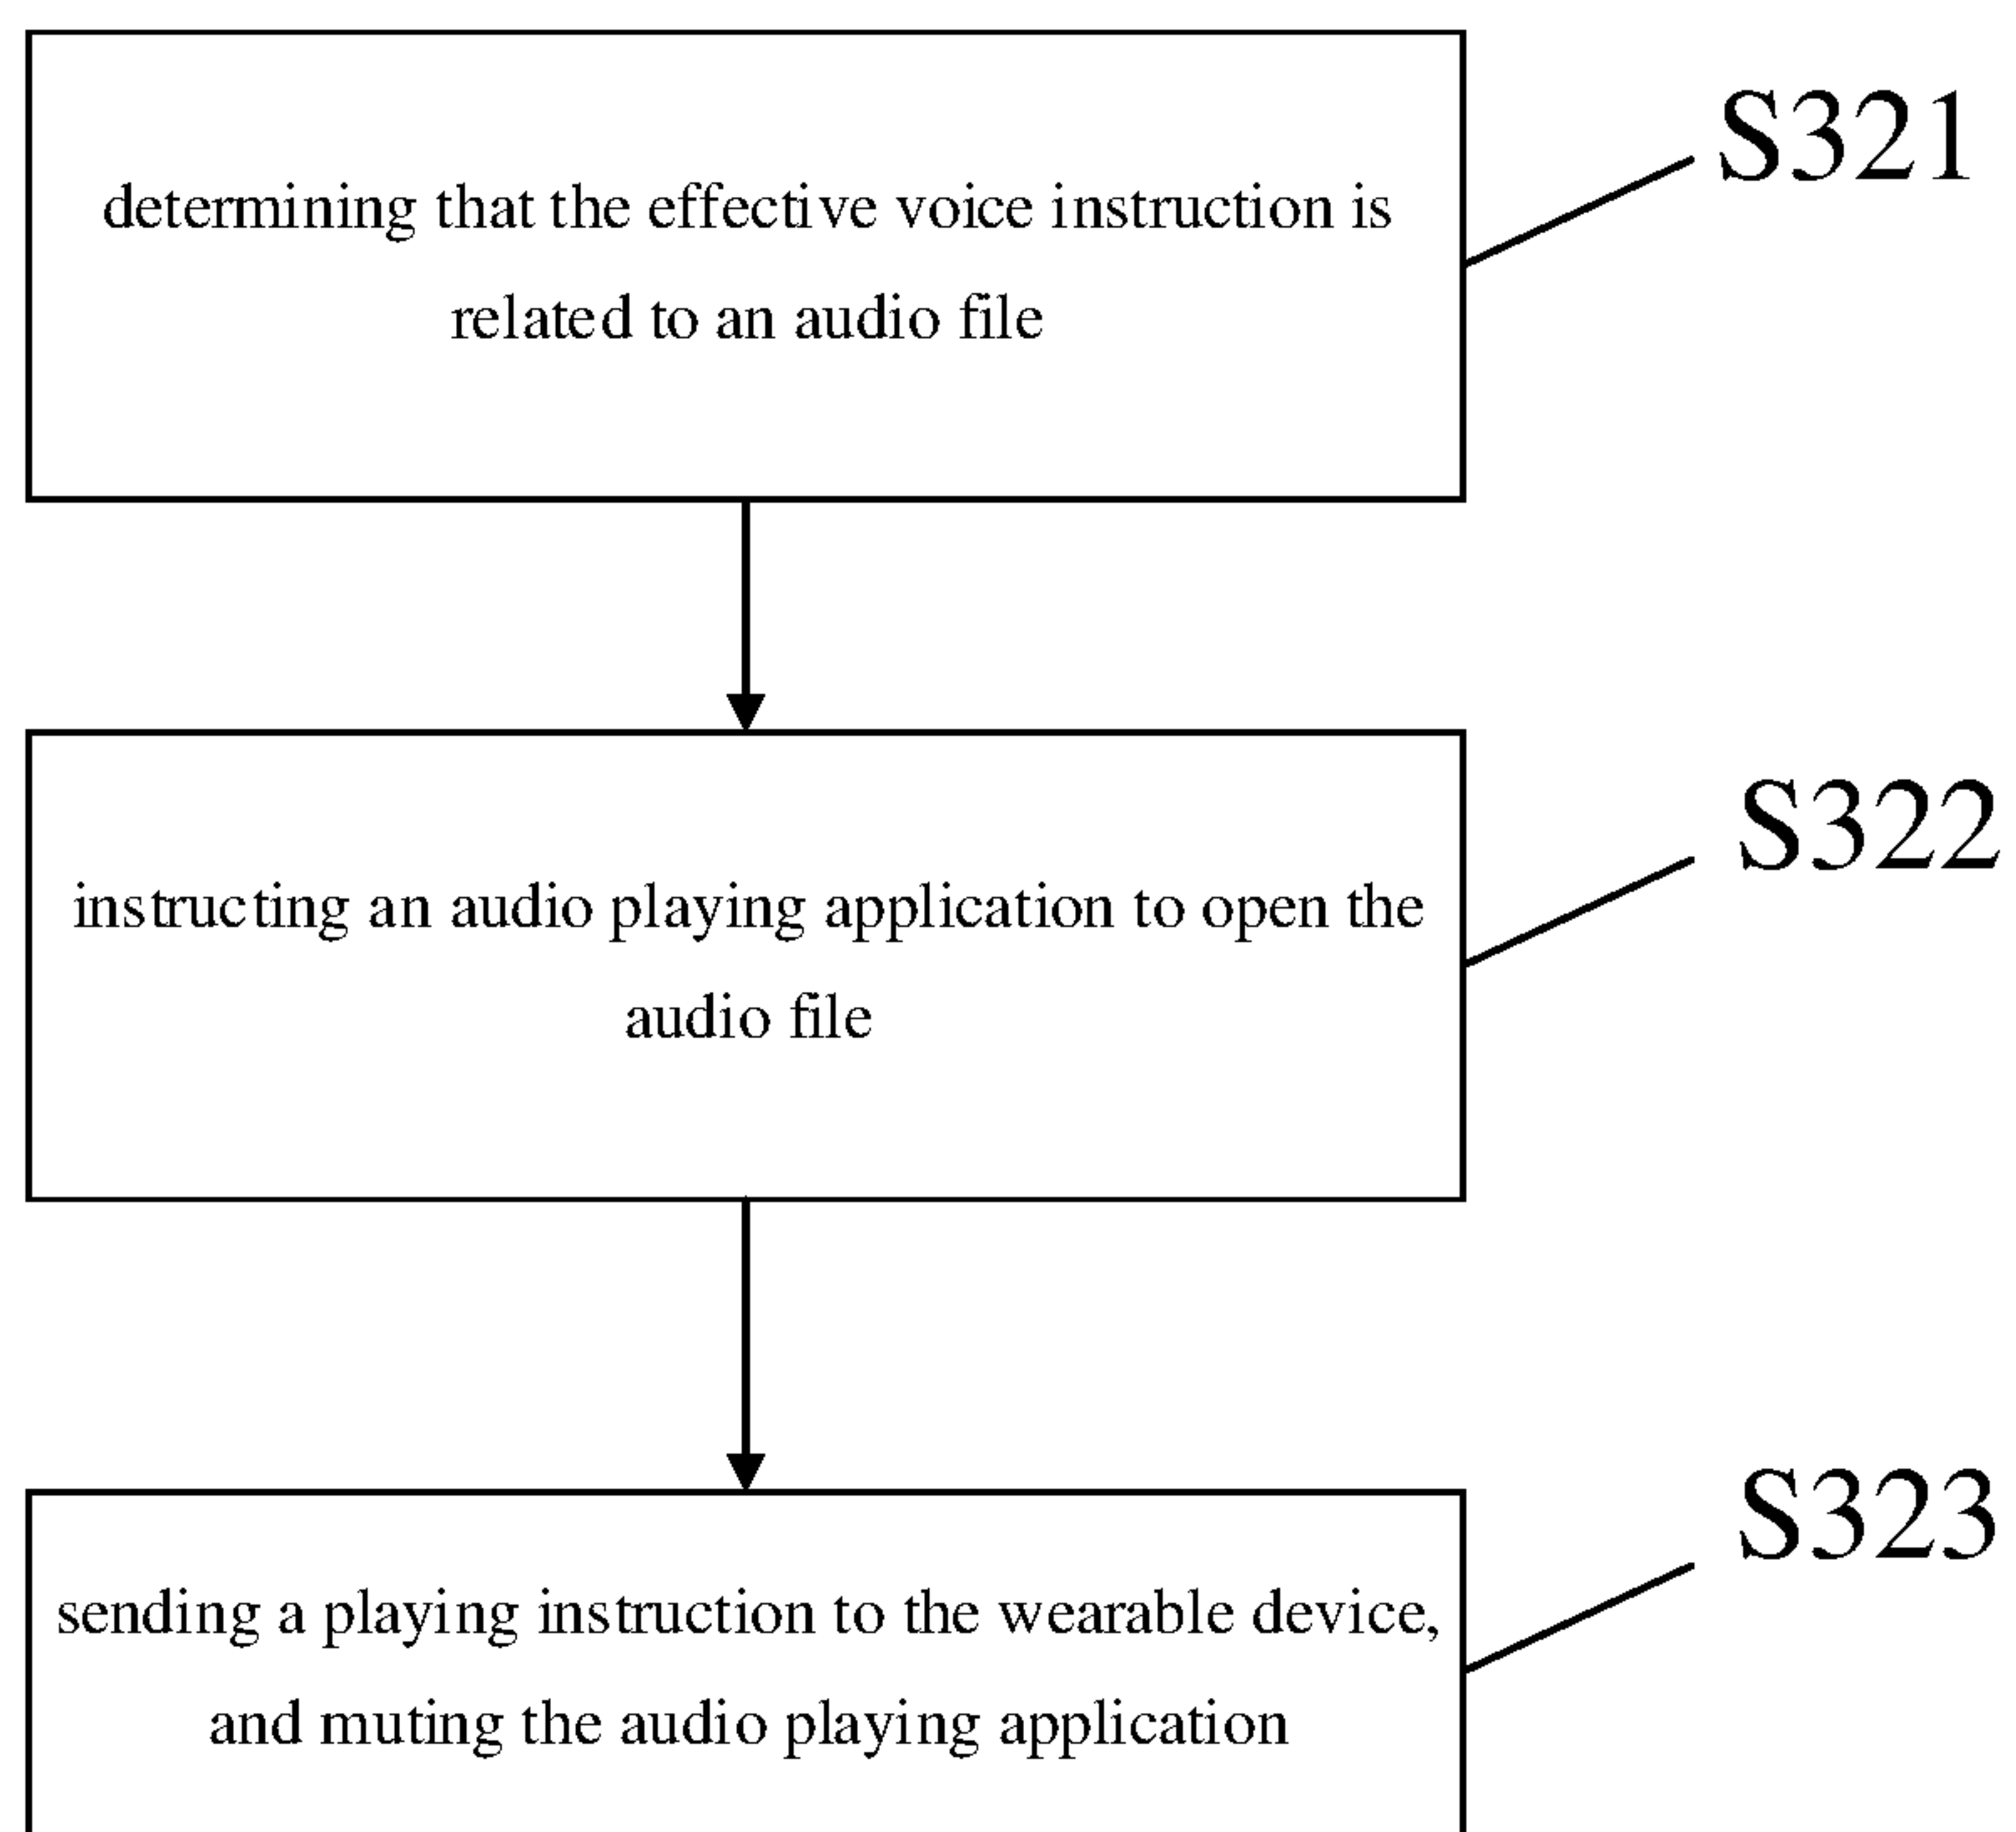 determining that the effective voice instruction is
related to an audio file
S321
instructing an audio playing application to open the
audio file
S322
sending a playing instruction to the wearable device,
and muting the audio playing application
S323